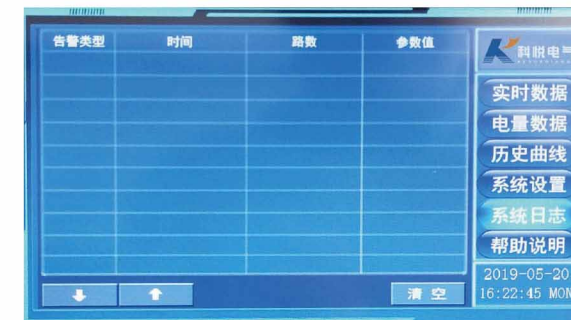 告警类型 时间 路数 参数值
科悦电气
实时数据
电量数据
历史曲线
系统设置
系统日志
帮助说明
清 空
2019-05-20
16:22:45 MON